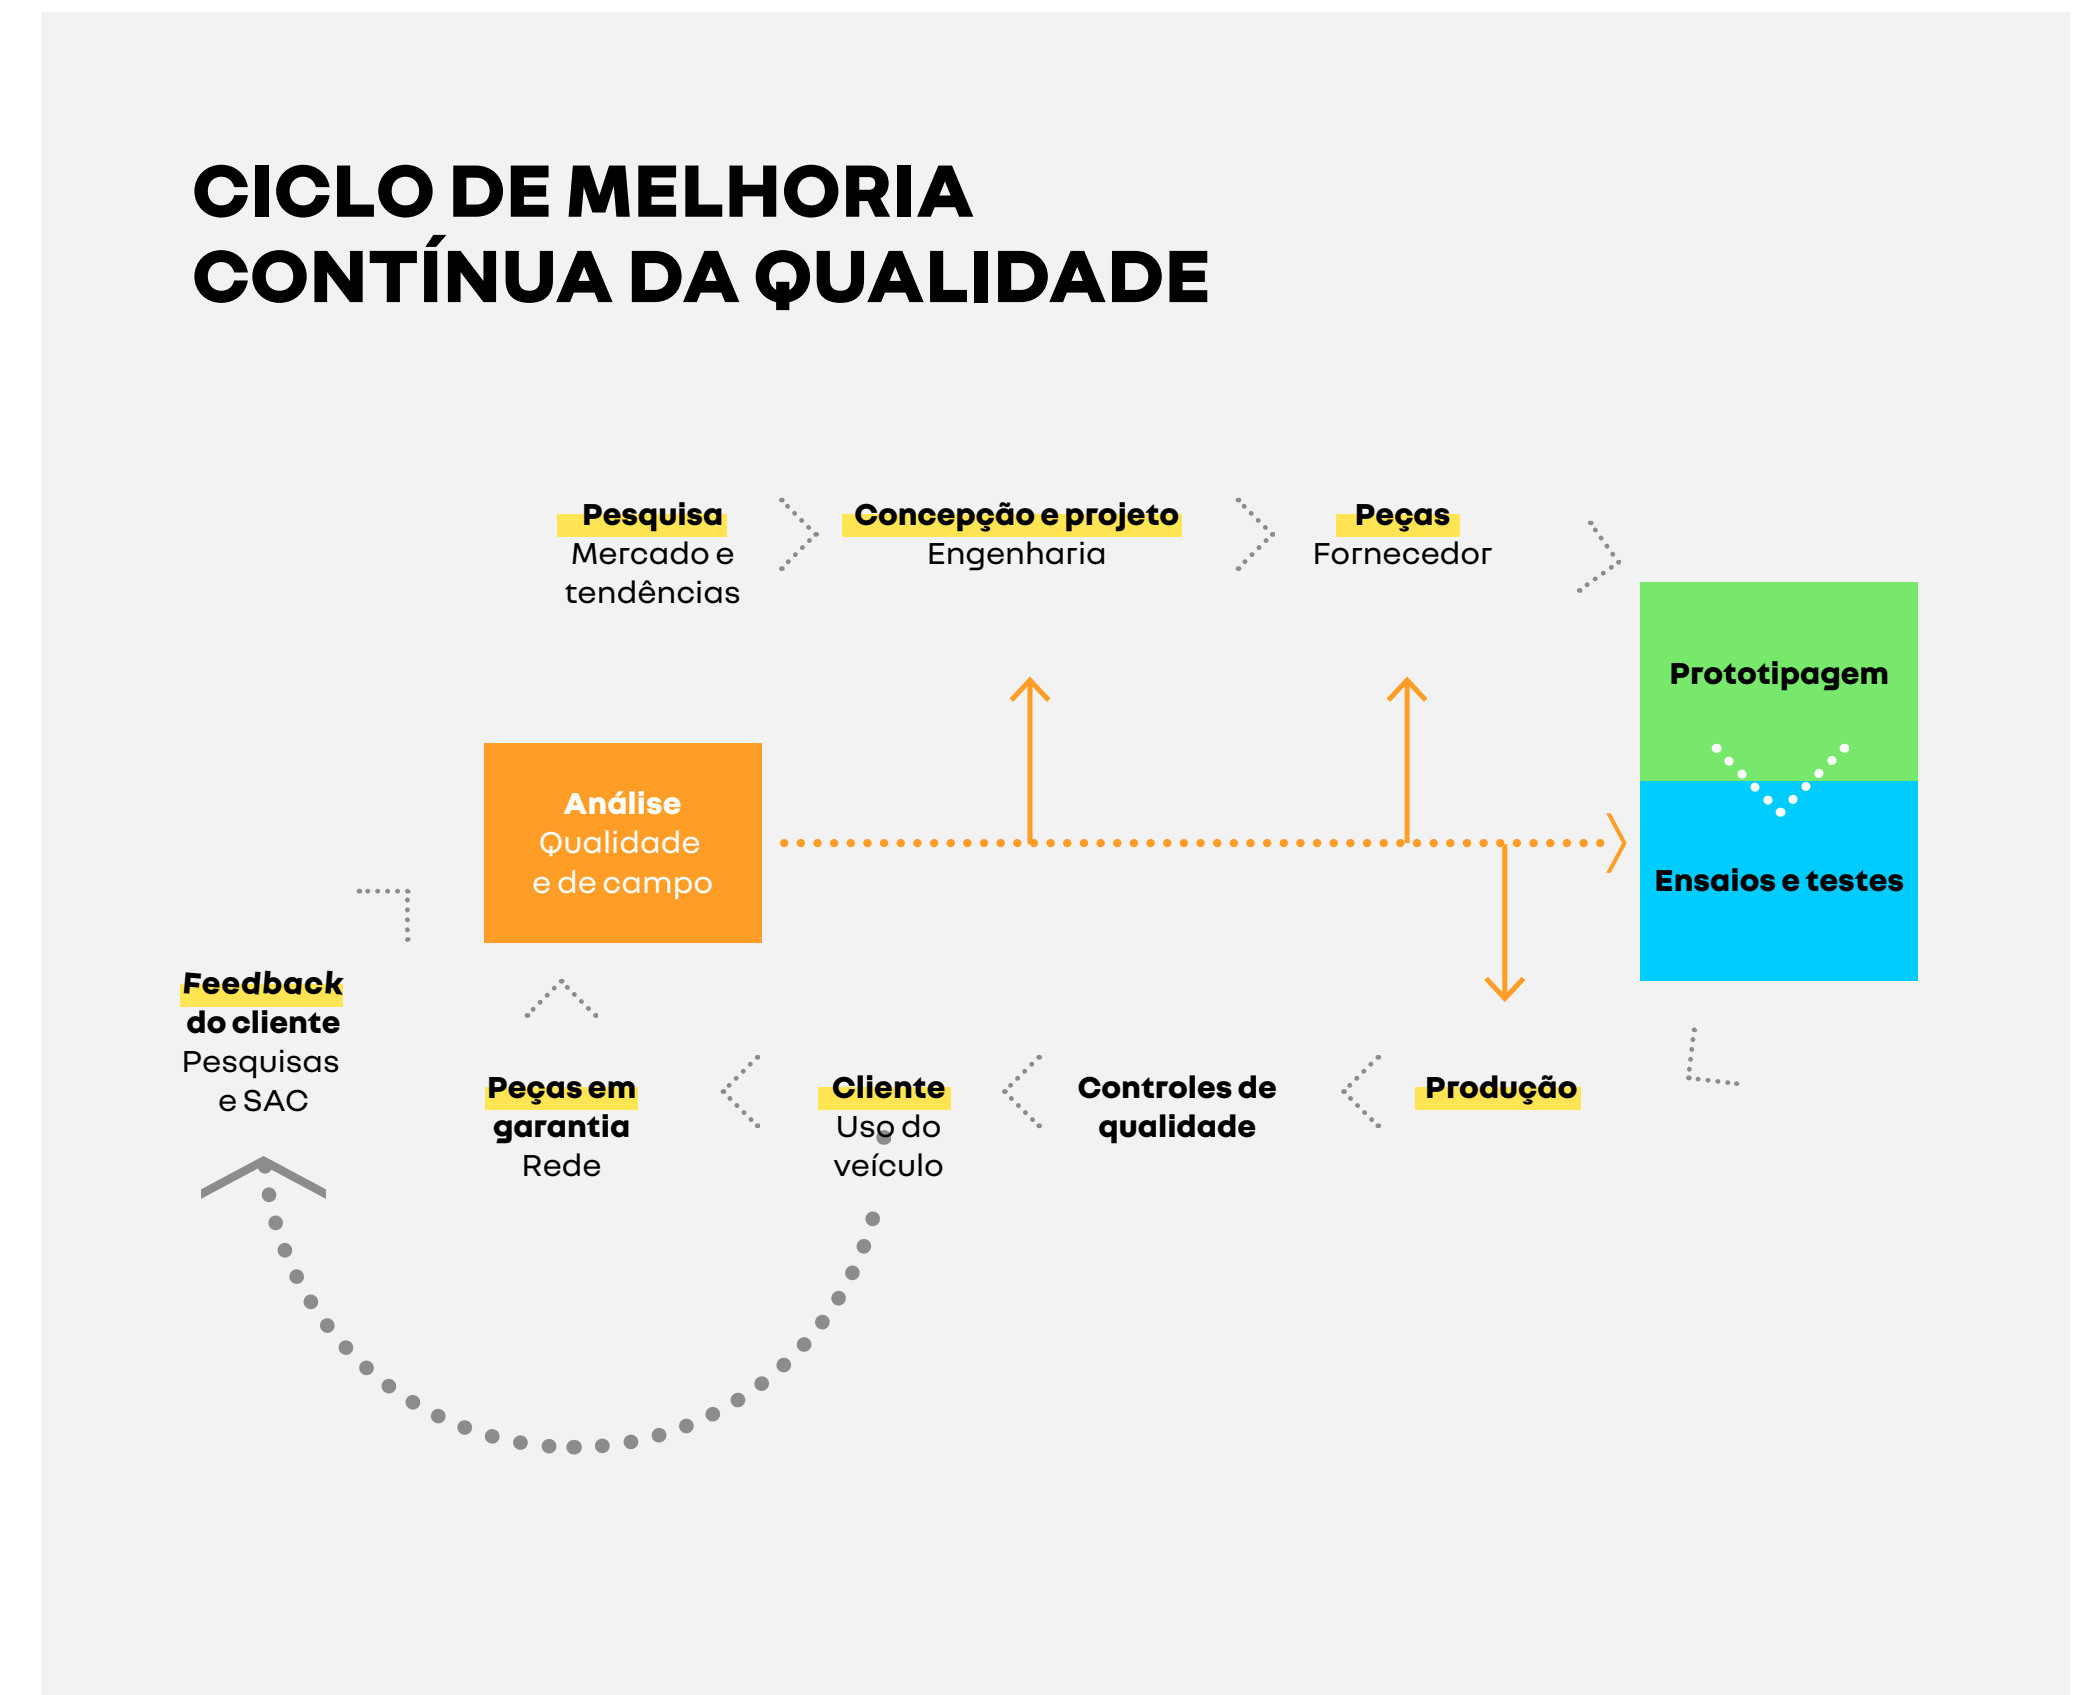 CICLO DE MELHORIA
CONTÍNUA DA QUALIDADE
Pesquisa
Mercado e
tendências
Concepção e projeto
Engenharia
Peças
Fornecedor
Prototipagem
Ensaios e testes
Análise
Qualidade
e de campo
Feedback
do cliente
Pesquisas
e SAC
Peças em
garantia
Rede
Cliente
Uso do
veículo
Controles de
qualidade
Produção